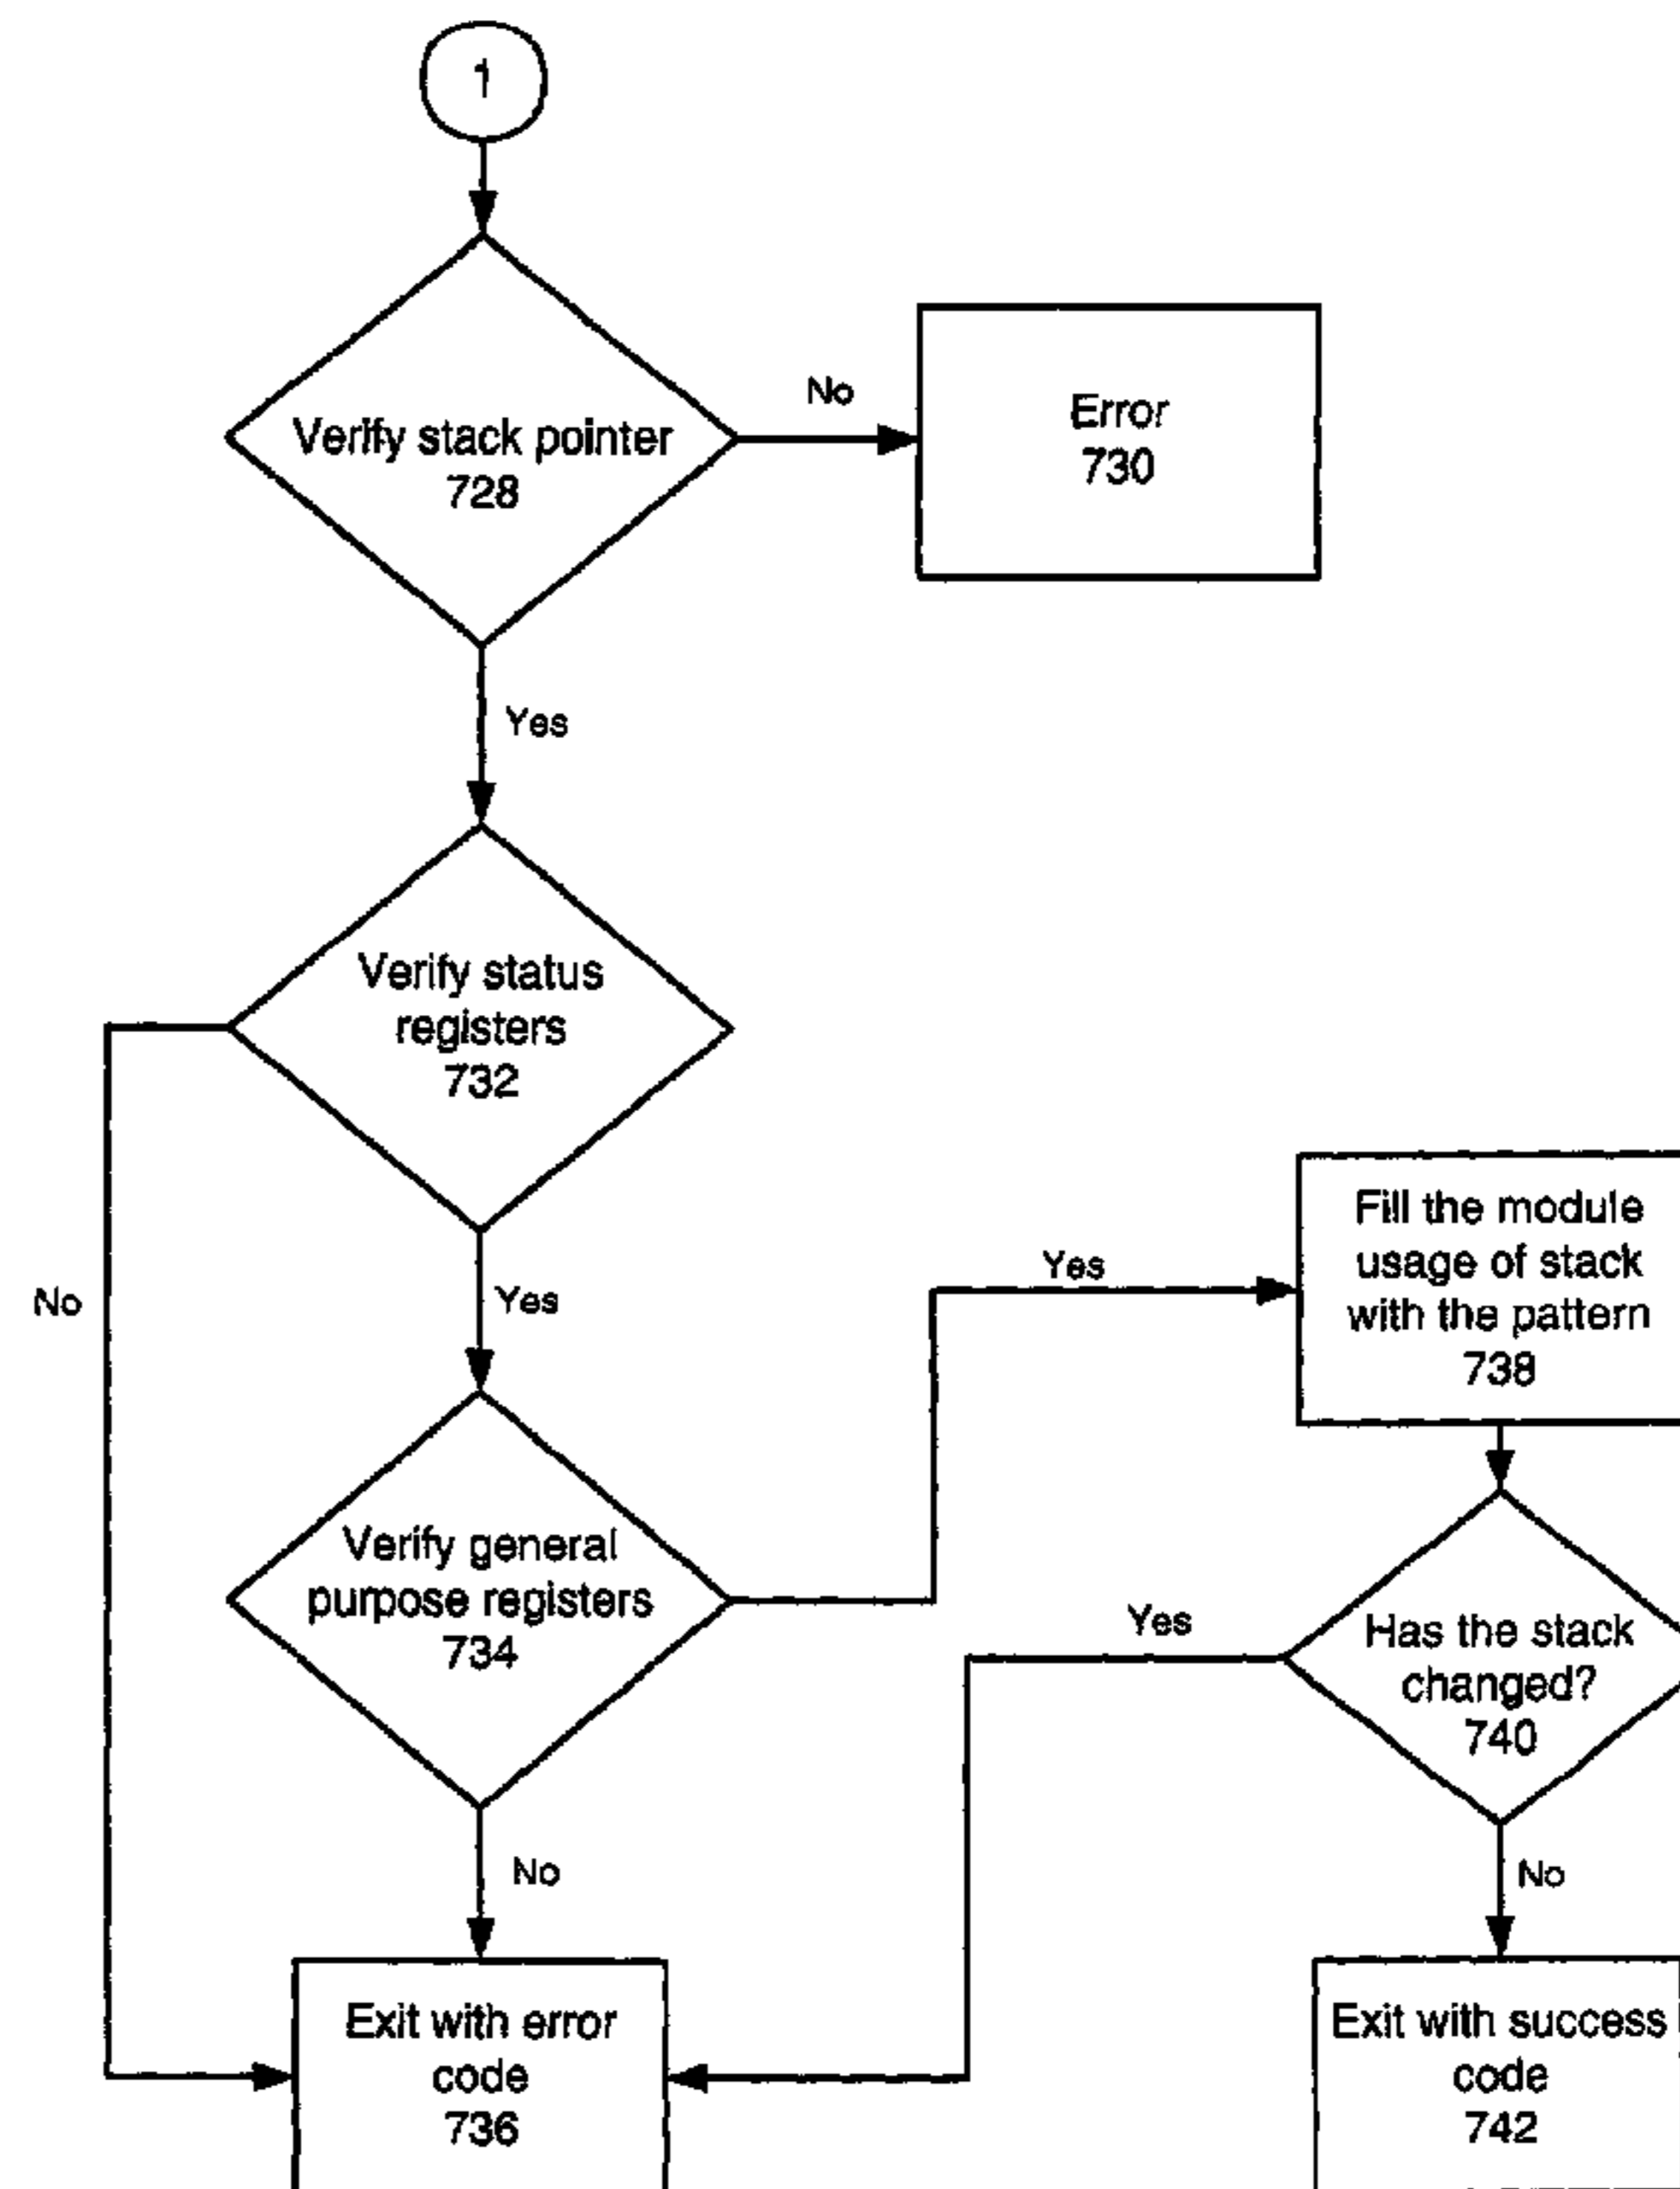 1
Verify stack pointer
728
No
Error
730
Yes
Verify status
registers
732
No
Yes
Verify general
purpose registers
734
Yes
Fill the module
usage of stack
with the pattern
738
Yes
Has the stack
changed?
740
No
No
Exit with error
code
736
Exit with success
code
742